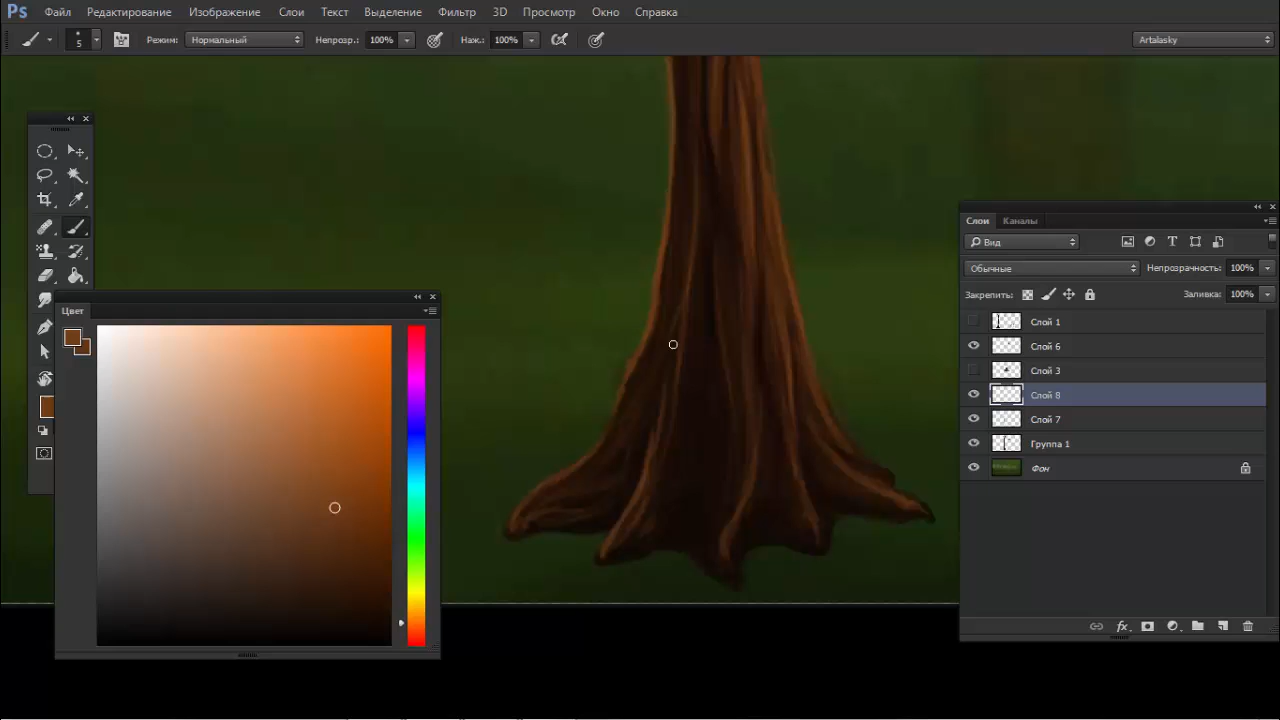 Ps Файл Редактирование Изображение Слои Текст Выделение Фильтр 3D Просмотр Окно Справка
5 Режим: Нормальный Непрозр.: 100% Наж.: 100% Artalasky
Слои Каналы
Вид
Обычные Непрозрачность: 100%
Закрепить: Заливка: 100%
Цвет
Слой 1
Слой 6
Слой 3
Слой 8
Слой 7
Группа 1
Фон
fx